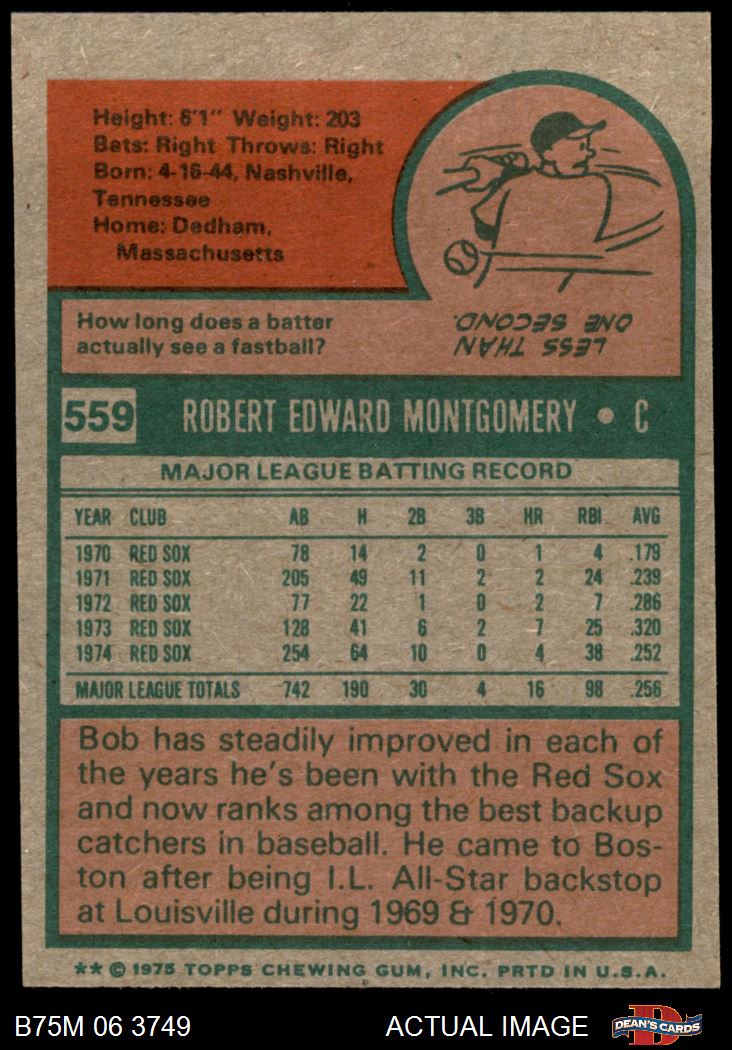 Height: 6'1" Weight: 203
Bats: Right Throws: Right
Born: 4-16-44, Nashville,
Tennessee
Home: Dedham,
Massachusetts
How long does a batter
actually see a fastball?
LESS THAN
ONE SECOND.
559 ROBERT EDWARD MONTGOMERY • C
MAJOR LEAGUE BATTING RECORD
YEAR CLUB AB H 2B 3B HR RBI AVG
1970 RED SOX 78 14 2 0 1 4 .179
1971 RED SOX 205 49 11 2 2 24 .239
1972 RED SOX 77 22 1 0 2 7 .286
1973 RED SOX 128 41 6 2 7 25 .320
1974 RED SOX 254 64 10 0 4 38 .252
MAJOR LEAGUE TOTALS 742 190 30 4 16 98 .256
Bob has steadily improved in each of
the years he's been with the Red Sox
and now ranks among the best backup
catchers in baseball. He came to Bos-
ton after being I.L. All-Star backstop
at Louisville during 1969 & 1970.
** © 1975 TOPPS CHEWING GUM, INC. PRTD IN U.S.A.
B75M 06 3749 ACTUAL IMAGE
D
DEAN'S CARDS